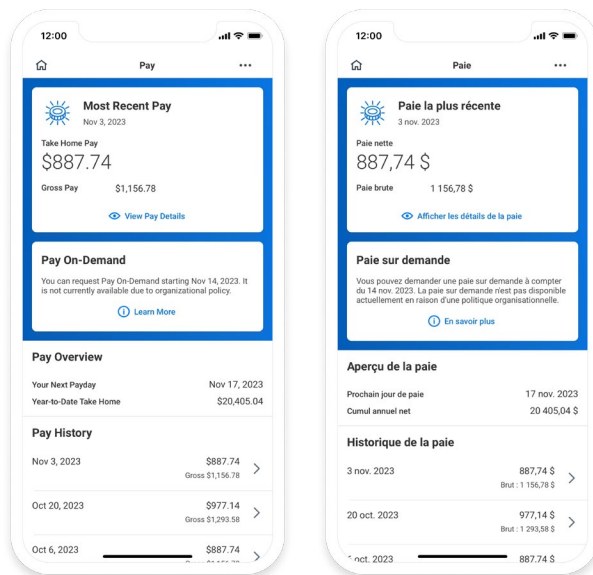 12:00
Pay
Most Recent Pay
Nov 3, 2023
Take Home Pay
$887.74
Gross Pay $1,156.78
View Pay Details
Pay On-Demand
You can request Pay On-Demand starting Nov 14, 2023. It
is not currently available due to organizational policy.
Learn More
Pay Overview
Your Next Payday Nov 17, 2023
Year-to-Date Take Home $20,405.04
Pay History
Nov 3, 2023 $887.74
Gross $1,156.78
Oct 20, 2023 $977.14
Gross $1,293.58
Oct 6, 2023 $887.74
12:00
Paie
Paie la plus récente
3 nov. 2023
Paie nette
887,74 $
Paie brute 1 156,78 $
Afficher les détails de la paie
Paie sur demande
Vous pouvez demander une paie sur demande à compter
du 14 nov. 2023. La paie sur demande n'est pas disponible
actuellement en raison d'une politique organisationnelle.
En savoir plus
Aperçu de la paie
Prochain jour de paie 17 nov. 2023
Cumul annuel net 20 405,04 $
Historique de la paie
3 nov. 2023 887,74 $
Brut : 1 156,78 $
20 oct. 2023 977,14 $
Brut : 1 293,58 $
oct. 2023 887,74 $